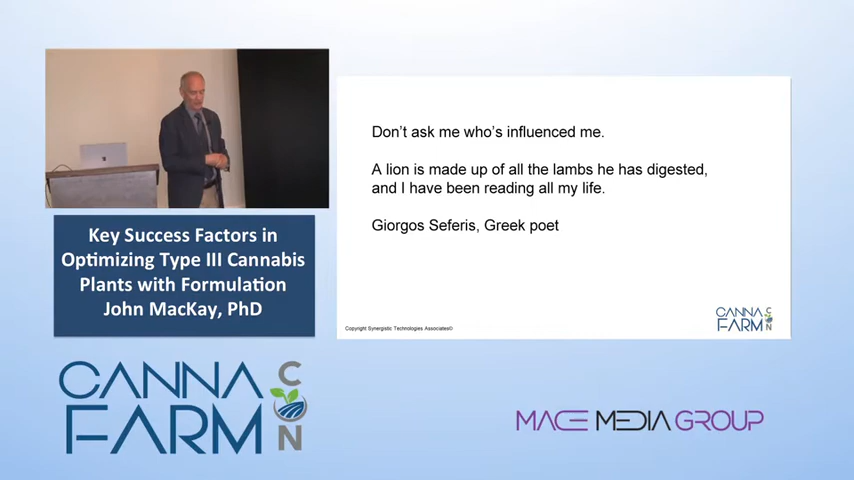 Don't ask me who's influenced me.
A lion is made up of all the lambs he has digested,
and I have been reading all my life.
Giorgos Seferis, Greek poet
Copyright Synergistic Technologies Associates©
CANNA
FARM
CON
Key Success Factors in
Optimizing Type III Cannabis
Plants with Formulation
John MacKay, PhD
CANNA
FARM
CON
MACE MEDIA GROUP